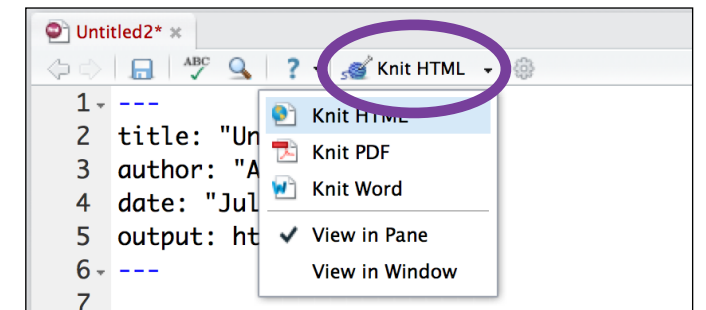 Untitled2*
ABC ? Knit HTML
1 ---
2 title: "Un
3 author: "A
4 date: "Jul
5 output: ht
6 ---
7
Knit HTML
Knit PDF
Knit Word
View in Pane
View in Window